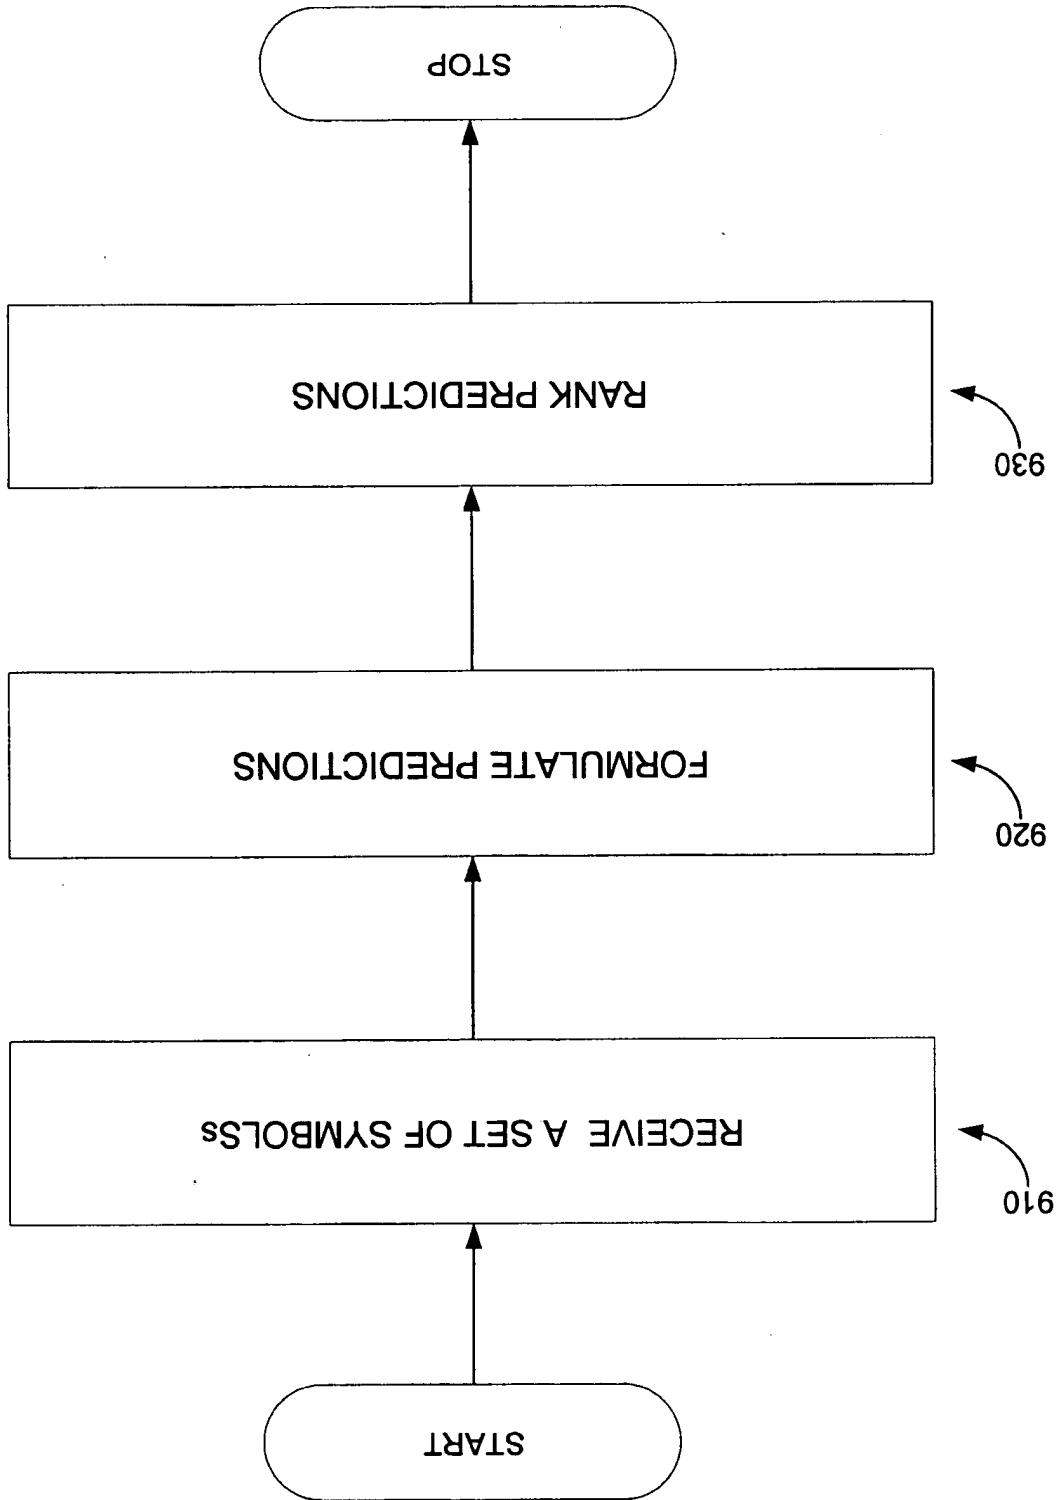 START
910
RECEIVE A SET OF SYMBOLSs
920
FORMULATE PREDICTIONS
930
RANK PREDICTIONS
STOP